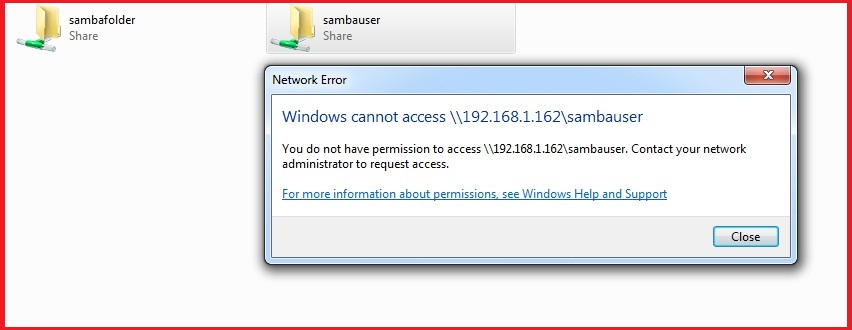 sambafolder
Share
sambauser
Share
Network Error
Windows cannot access \\192.168.1.162\sambauser
You do not have permission to access \\192.168.1.162\sambauser. Contact your network
administrator to request access.
For more information about permissions, see Windows Help and Support
Close